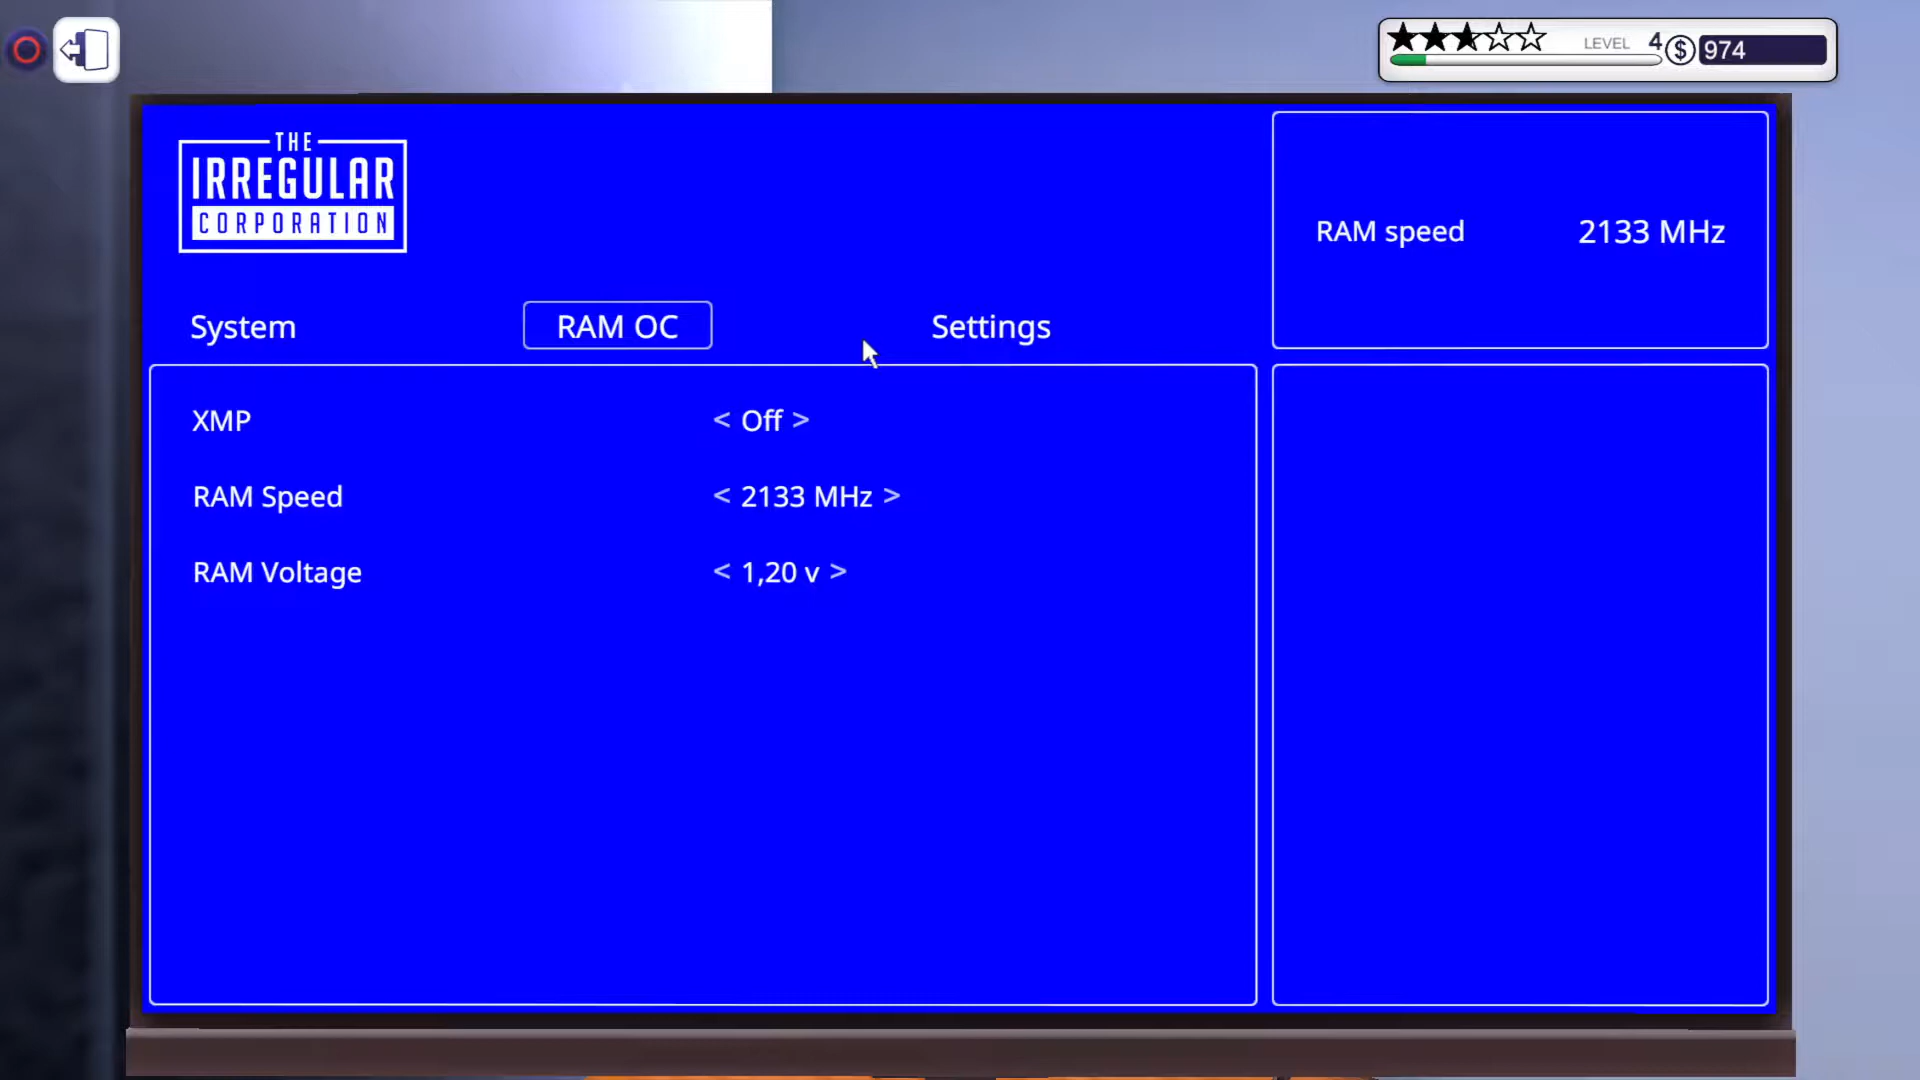 LEVEL 4
$ 974
THE
IRREGULAR
CORPORATION
RAM speed 2133 MHz
System RAM OC Settings
XMP < Off >
RAM Speed < 2133 MHz >
RAM Voltage < 1,20 v >